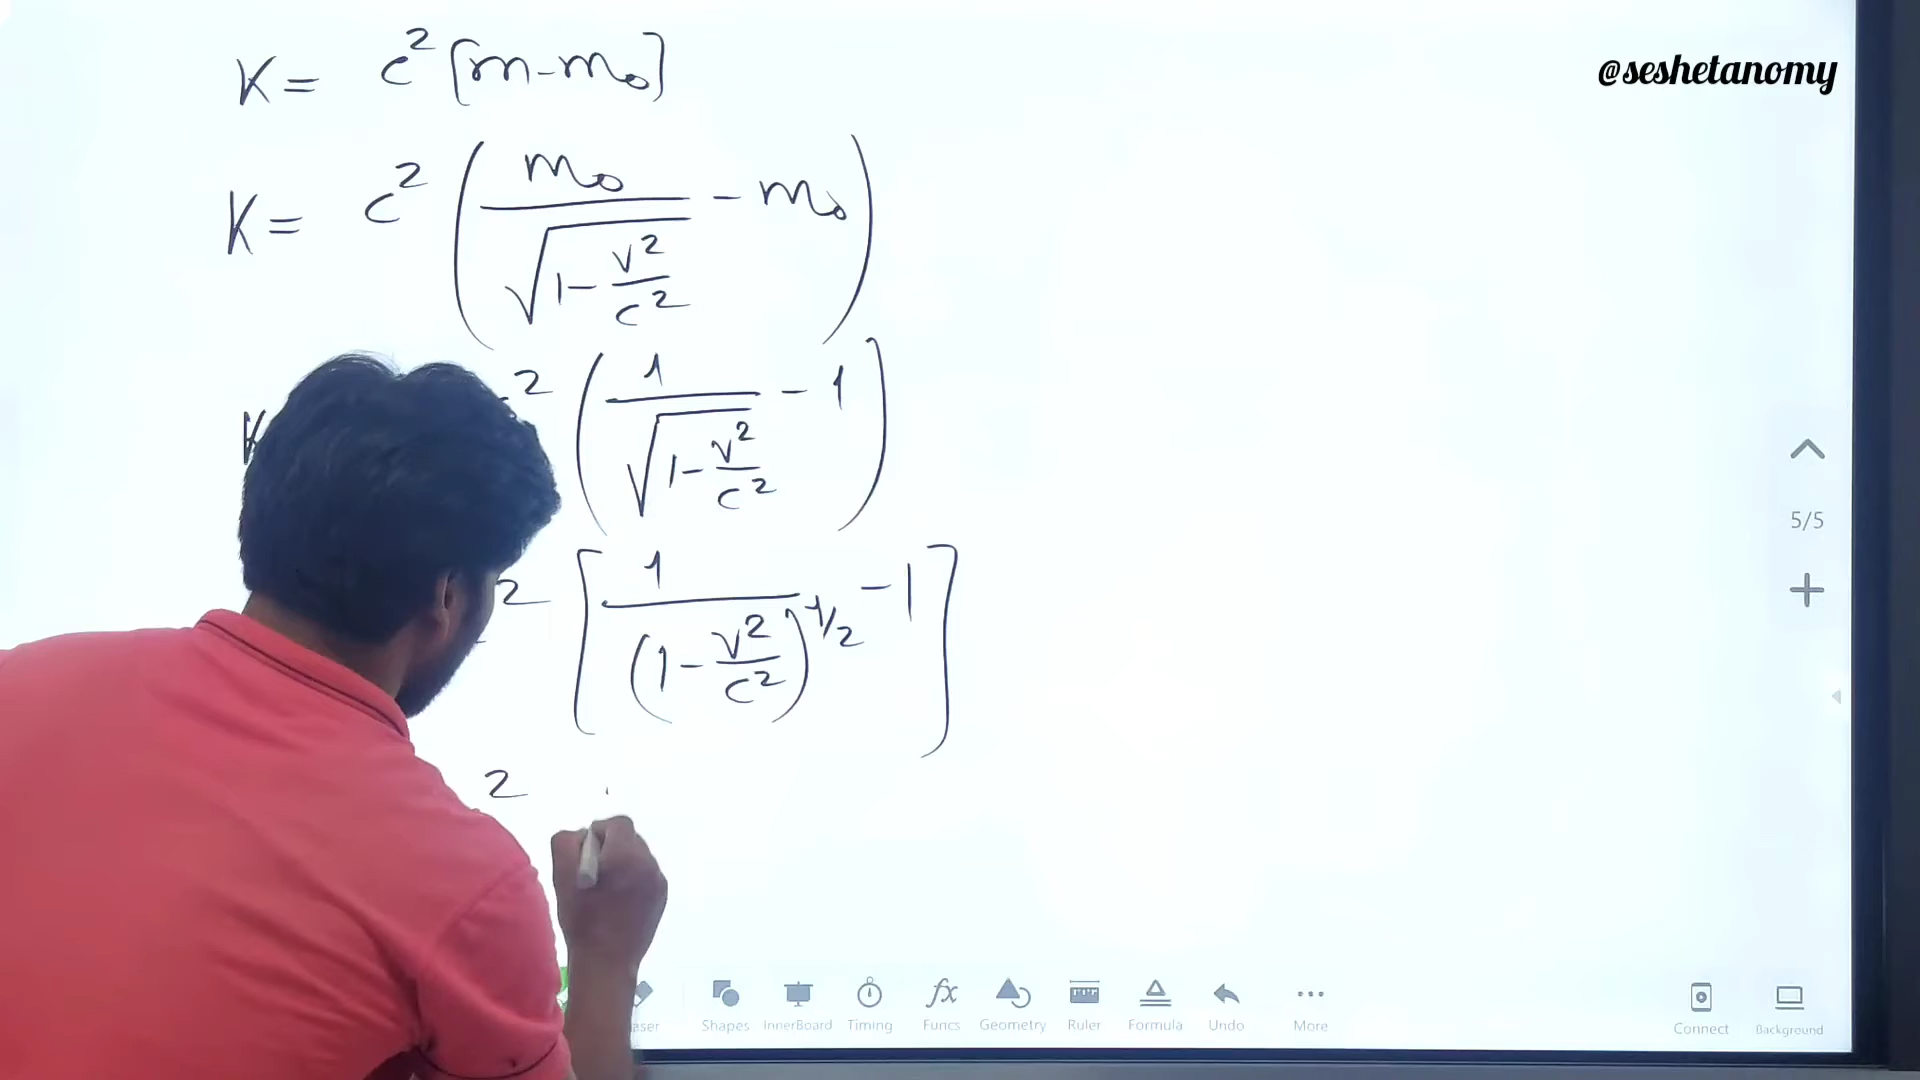 @seshetanomy
K = c² [m - m₀]
K = c² ( m₀ / √(1 - v²/c²) - m₀ )
K ² ( 1 / √(1 - v²/c²) - 1 )
² [ 1 / (1 - v²/c²)^1/2 - 1 ]
2
5/5
Shapes InnerBoard Timing Funcs Geometry Ruler Formula Undo More Connect Background